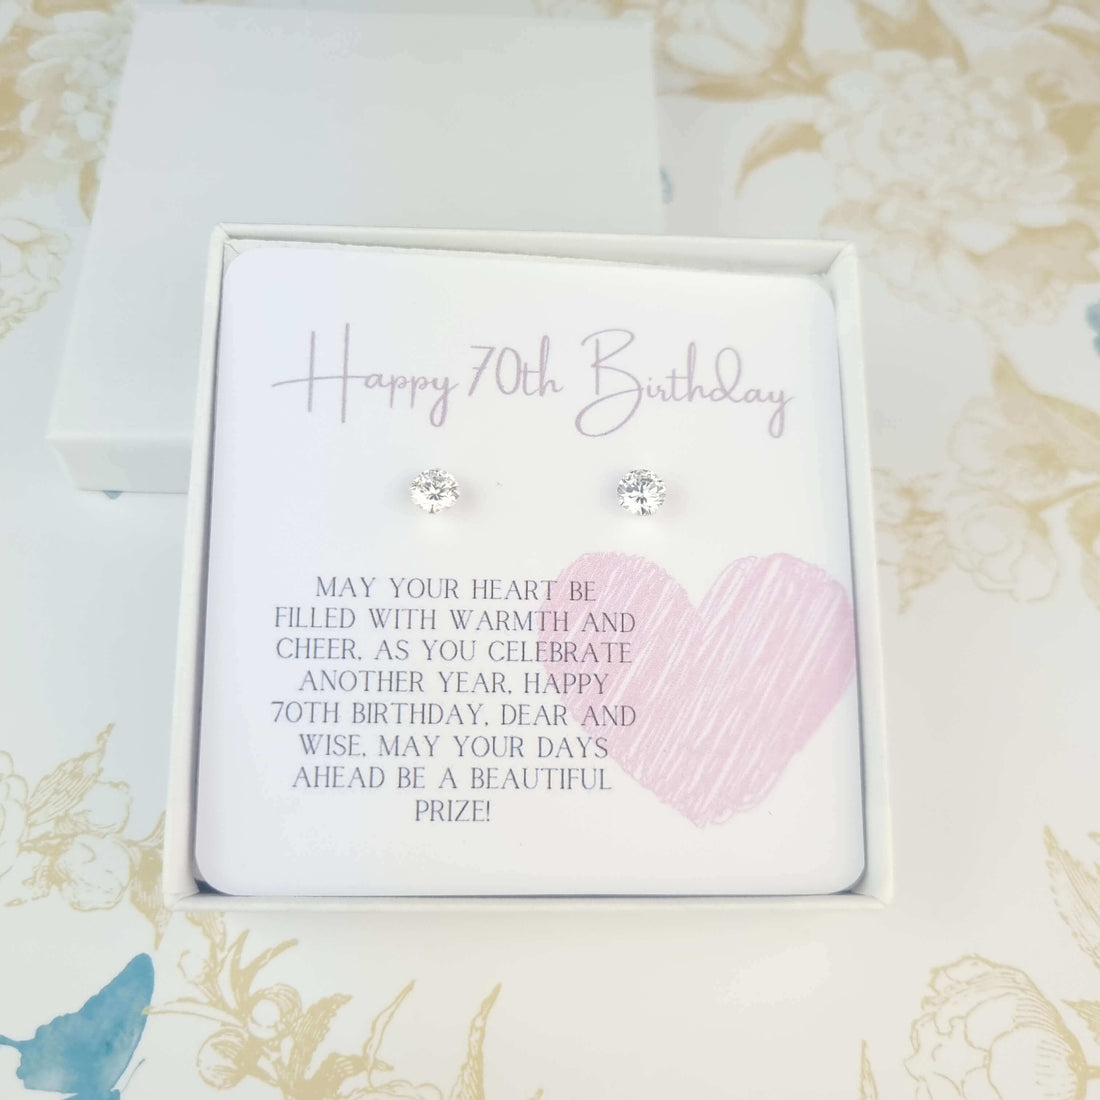 Happy 70th Birthday
MAY YOUR HEART BE
FILLED WITH WARMTH AND
CHEER, AS YOU CELEBRATE
ANOTHER YEAR, HAPPY
70TH BIRTHDAY, DEAR AND
WISE, MAY YOUR DAYS
AHEAD BE A BEAUTIFUL
PRIZE!